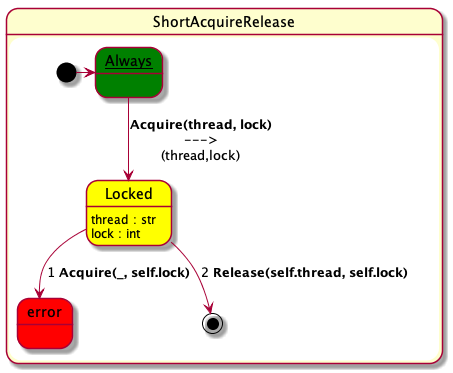 ShortAcquireRelease
Always
Acquire(thread, lock)
--->
(thread,lock)
Locked
thread : str
lock : int
1 Acquire(_, self.lock)
2 Release(self.thread, self.lock)
error